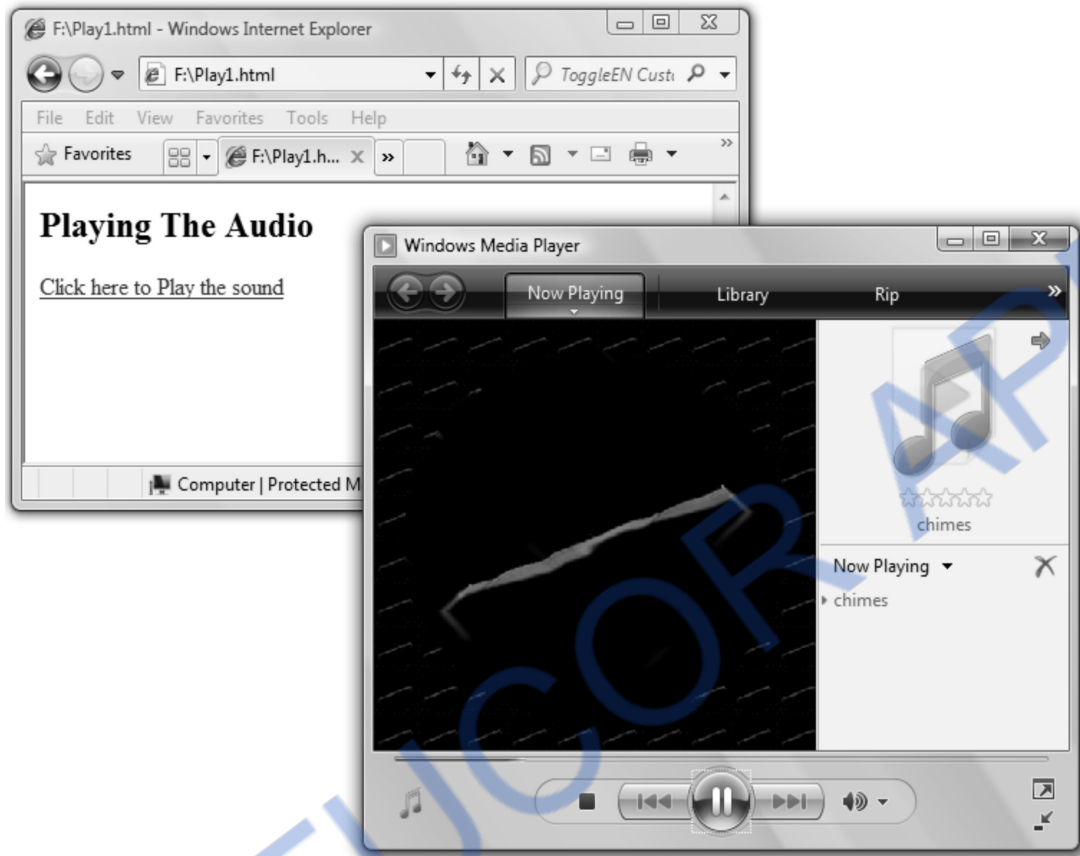 F:\Play1.html - Windows Internet Explorer
F:\Play1.html
ToggleEN Cust
File Edit View Favorites Tools Help
Favorites
F:\Play1.h...
Playing The Audio
Click here to Play the sound
Computer | Protected M
Windows Media Player
Now Playing Library Rip
chimes
Now Playing
chimes